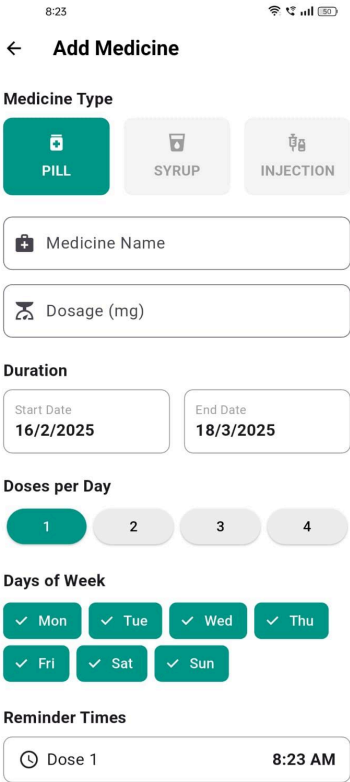 8:23
50
Add Medicine
Medicine Type
PILL SYRUP INJECTION
Medicine Name
Dosage (mg)
Duration
Start Date End Date
16/2/2025 18/3/2025
Doses per Day
1 2 3 4
Days of Week
Mon Tue Wed Thu
Fri Sat Sun
Reminder Times
Dose 1 8:23 AM